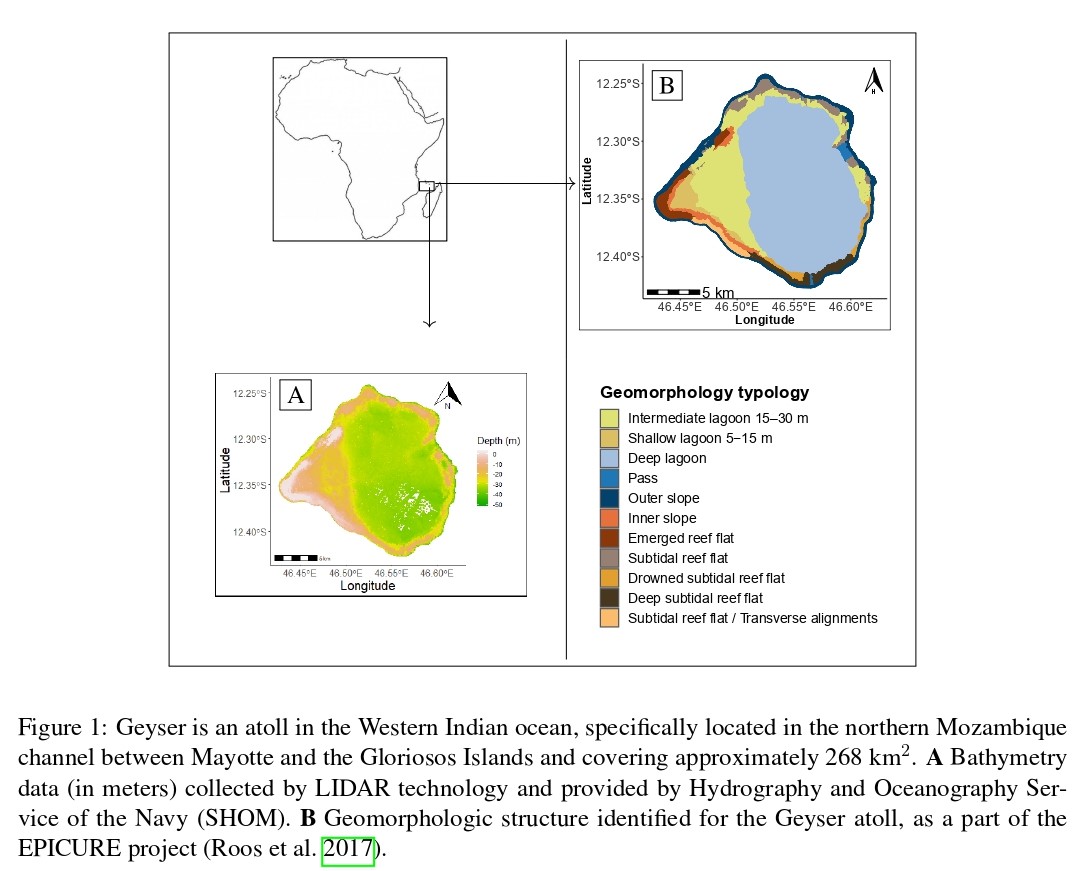 B
N
12.25°S
12.30°S
12.35°S
12.40°S
Latitude
5 km
46.45°E 46.50°E 46.55°E 46.60°E
Longitude
A
N
12.25°S
12.30°S
12.35°S
12.40°S
Latitude
46.45°E 46.50°E 46.55°E 46.60°E
Longitude
Depth (m)
0
-10
-20
-30
-40
-50
Geomorphology typology
Intermediate lagoon 15–30 m
Shallow lagoon 5–15 m
Deep lagoon
Pass
Outer slope
Inner slope
Emerged reef flat
Subtidal reef flat
Drowned subtidal reef flat
Deep subtidal reef flat
Subtidal reef flat / Transverse alignments
Figure 1: Geyser is an atoll in the Western Indian ocean, specifically located in the northern Mozambique
channel between Mayotte and the Gloriosos Islands and covering approximately 268 km². A Bathymetry
data (in meters) collected by LIDAR technology and provided by Hydrography and Oceanography Ser-
vice of the Navy (SHOM). B Geomorphologic structure identified for the Geyser atoll, as a part of the
EPICURE project (Roos et al. 2017).